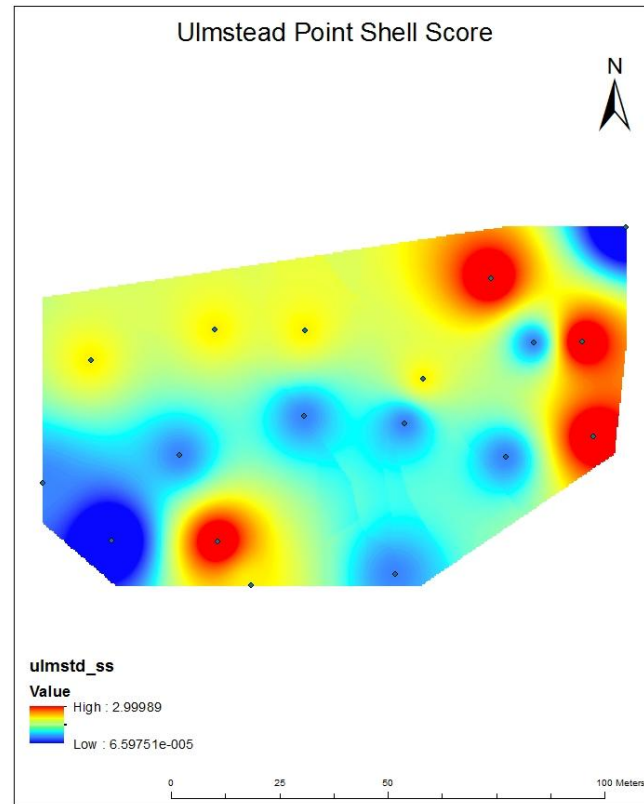 Ulmstead Point Shell Score
N
ulmstd_ss
Value
High : 2.99989
Low : 6.59751e-005
0 25 50 100 Meters